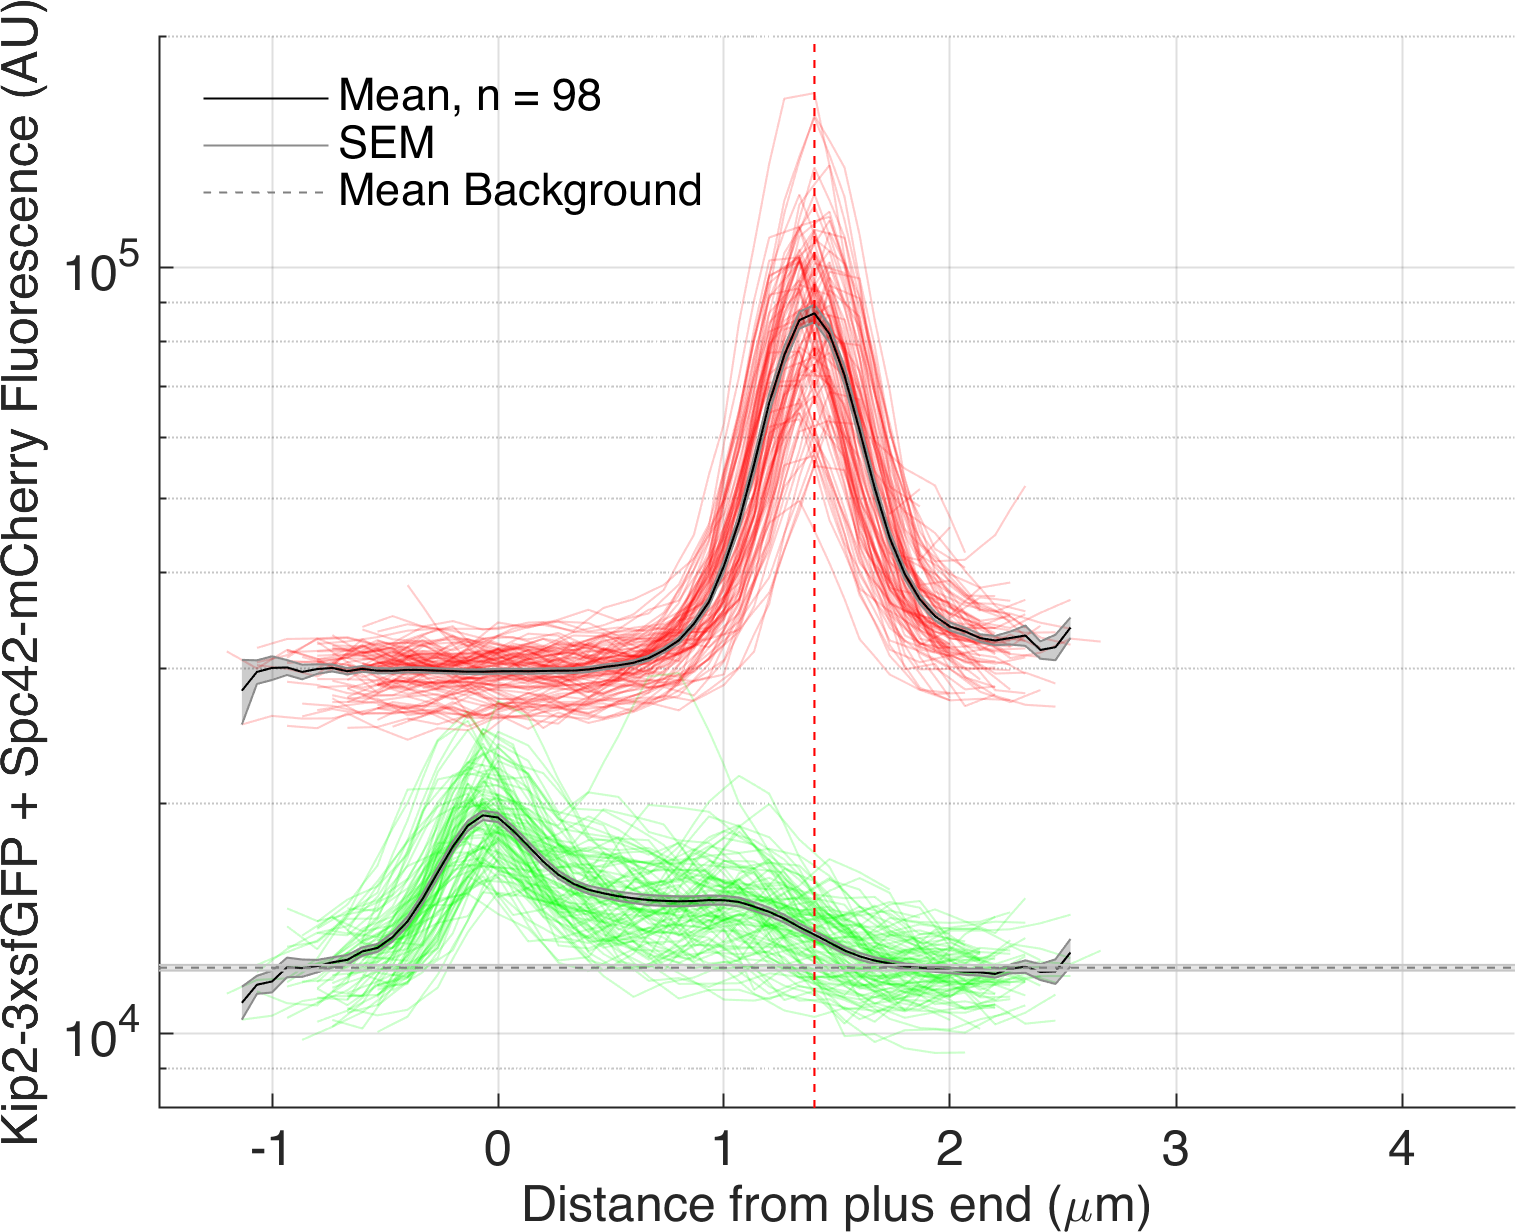 Kip2-3xsfGFP + Spc42-mCherry Fluorescence (AU)
Mean, n = 98
SEM
Mean Background
10^5
10^4
-1 0 1 2 3 4
Distance from plus end (μm)